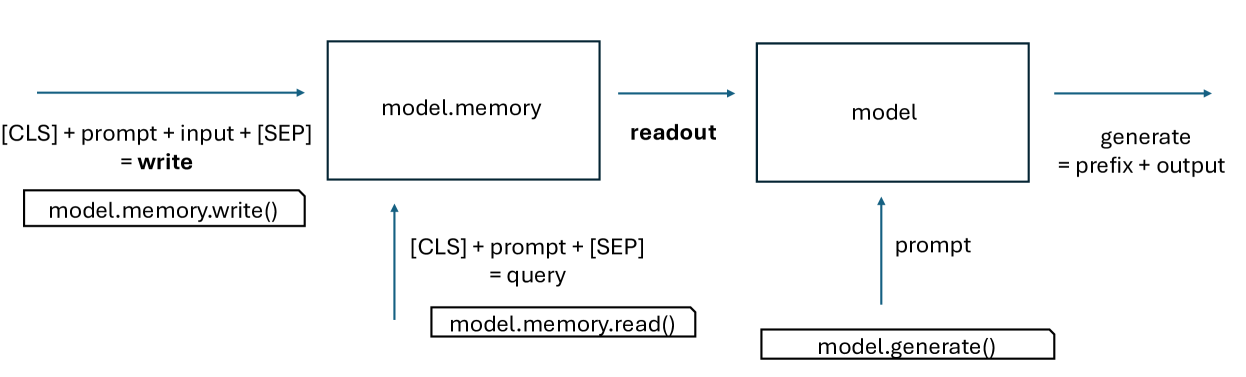 [CLS] + prompt + input + [SEP]
= write
model.memory.write()
model.memory
[CLS] + prompt + [SEP]
= query
model.memory.read()
readout
model
prompt
model.generate()
generate
= prefix + output